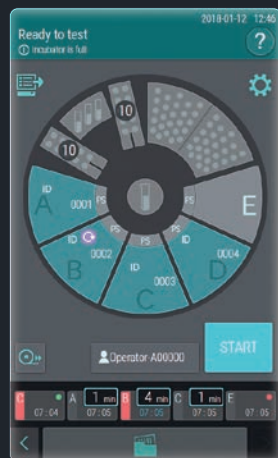 2018-01-12 12:46
Ready to test
Incubator is full
?
10
10
ID
A
0001
PS
PS
E
ID
B
0002
PS
PS
PS
ID
D
0004
ID
C
0003
Operator-A00000
START
C
07:04
A
1 min
07:05
B
4 min
07:05
C
1 min
07:05
E
07:05